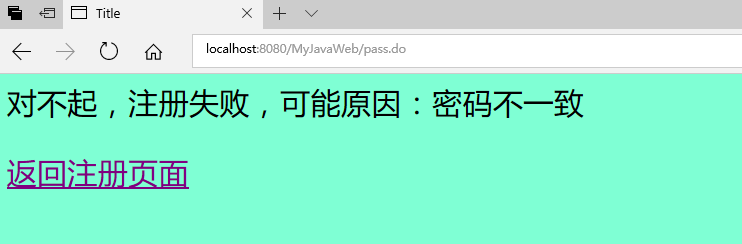 Title
localhost:8080/MyJavaWeb/pass.do
对不起，注册失败，可能原因：密码不一致
返回注册页面